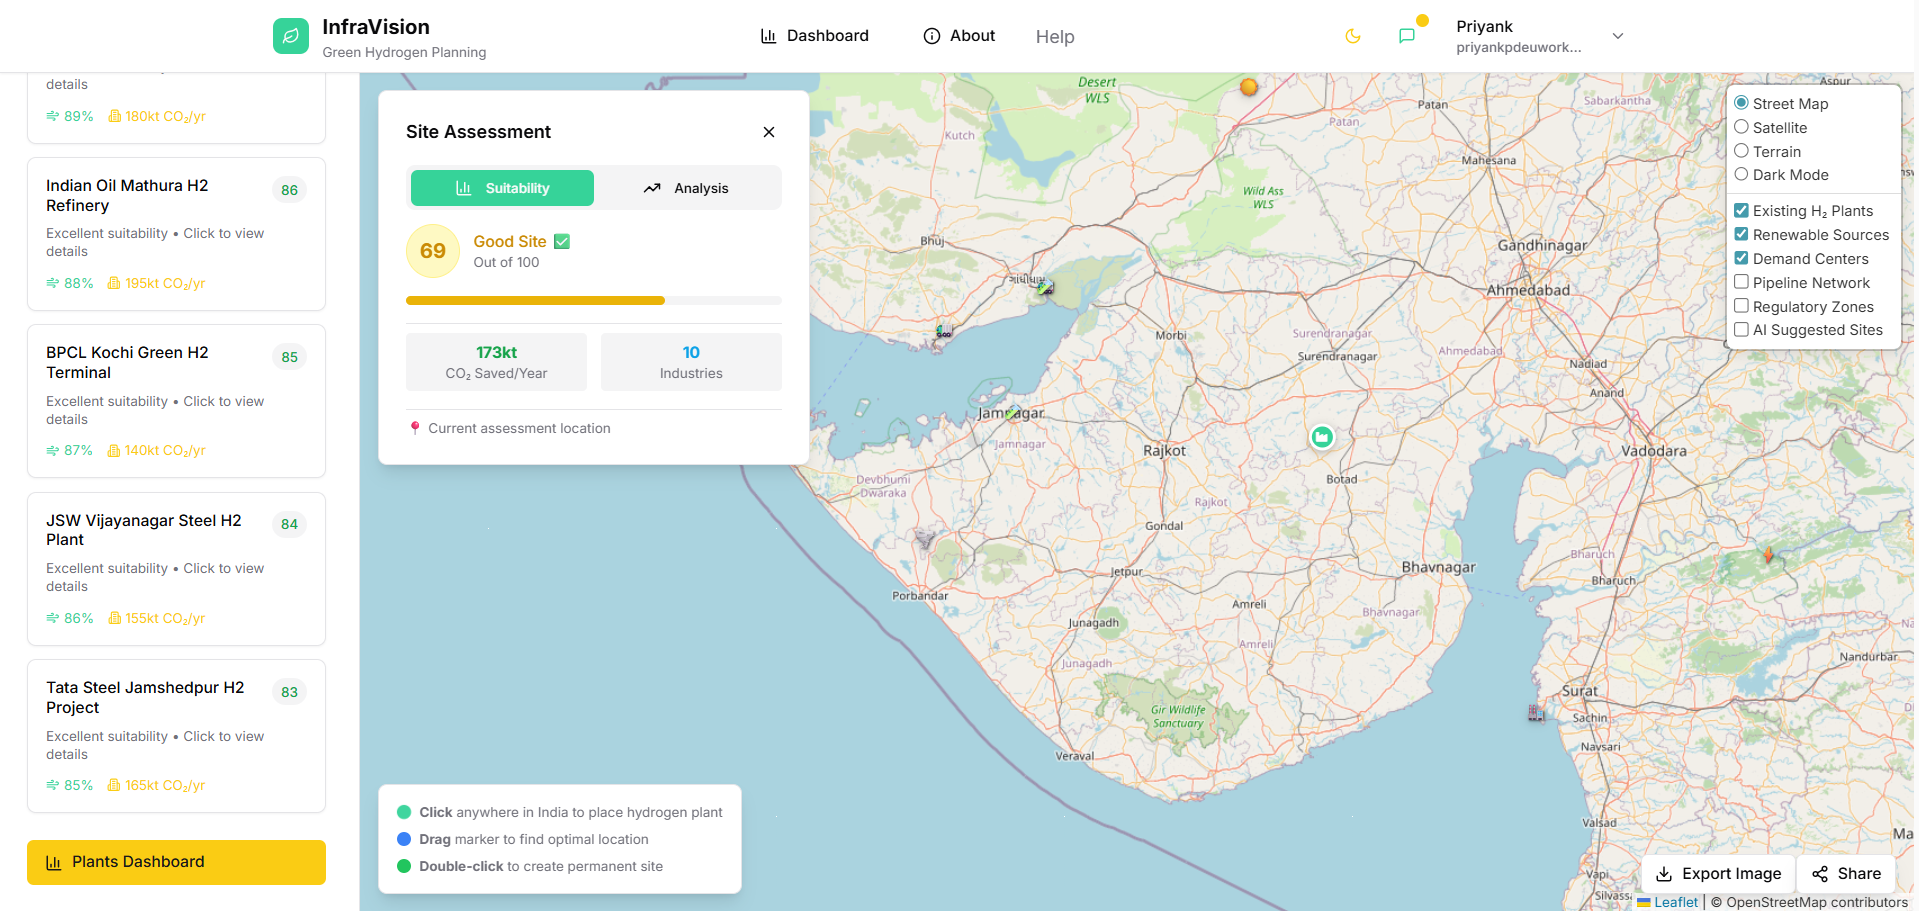 InfraVision
Green Hydrogen Planning
Dashboard
About
Help
Priyank
priyankpdeuwork...
details
89%
180kt CO₂/yr
Indian Oil Mathura H2
Refinery
86
Excellent suitability • Click to view
details
88%
195kt CO₂/yr
BPCL Kochi Green H2
Terminal
85
Excellent suitability • Click to view
details
87%
140kt CO₂/yr
JSW Vijayanagar Steel H2
Plant
84
Excellent suitability • Click to view
details
86%
155kt CO₂/yr
Tata Steel Jamshedpur H2
Project
83
Excellent suitability • Click to view
details
85%
165kt CO₂/yr
Plants Dashboard
Site Assessment
Suitability
Analysis
69
Good Site
Out of 100
173kt
CO₂ Saved/Year
10
Industries
Current assessment location
Click anywhere in India to place hydrogen plant
Drag marker to find optimal location
Double-click to create permanent site
Street Map
Satellite
Terrain
Dark Mode
Existing H₂ Plants
Renewable Sources
Demand Centers
Pipeline Network
Regulatory Zones
AI Suggested Sites
Desert
WLS
Kutch
Patan
Patan
Sabarkantha
Aspur
Mahesana
Wild Ass
WLS
Bhuj
Gandhinagar
Ahmedabad
Morbi
Surendranagar
Surendranagar
Ahmedabad
Nadiad
Anand
Jamnagar
Jamnagar
Rajkot
Vadodara
Botad
Devbhumi
Dwaraka
Rajkot
Gondal
Bharuch
Bharuch
Jetpur
Bhavnagar
Porbandar
Amreli
Bhavnagar
Junagadh
Amreli
Junagadh
Nandurbar
Surat
Gir Wildlife
Sanctuary
Sachin
Navsari
Veraval
Valsad
Vapi
Silvass
Export Image
Share
Leaflet | © OpenStreetMap contributors